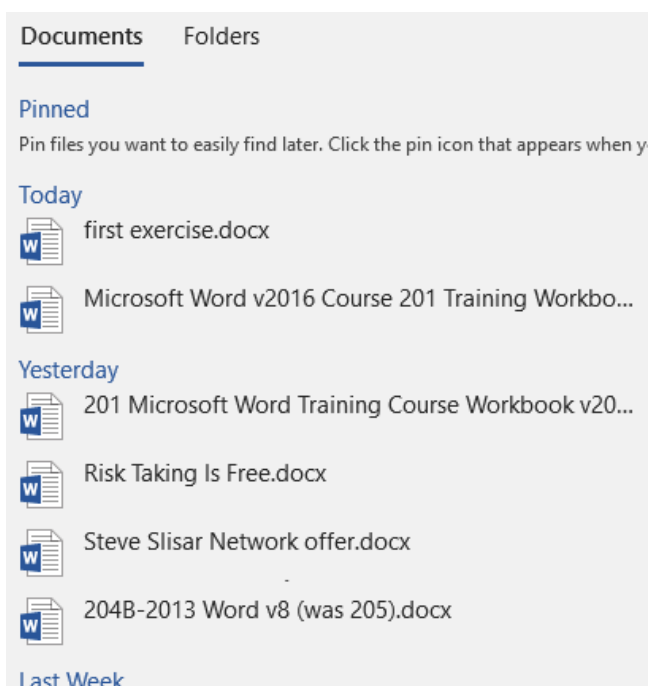 Documents Folders
Pinned
Pin files you want to easily find later. Click the pin icon that appears when y
Today
W first exercise.docx
W Microsoft Word v2016 Course 201 Training Workbo...
Yesterday
W 201 Microsoft Word Training Course Workbook v20...
W Risk Taking Is Free.docx
W Steve Slisar Network offer.docx
W 204B-2013 Word v8 (was 205).docx
Last Week